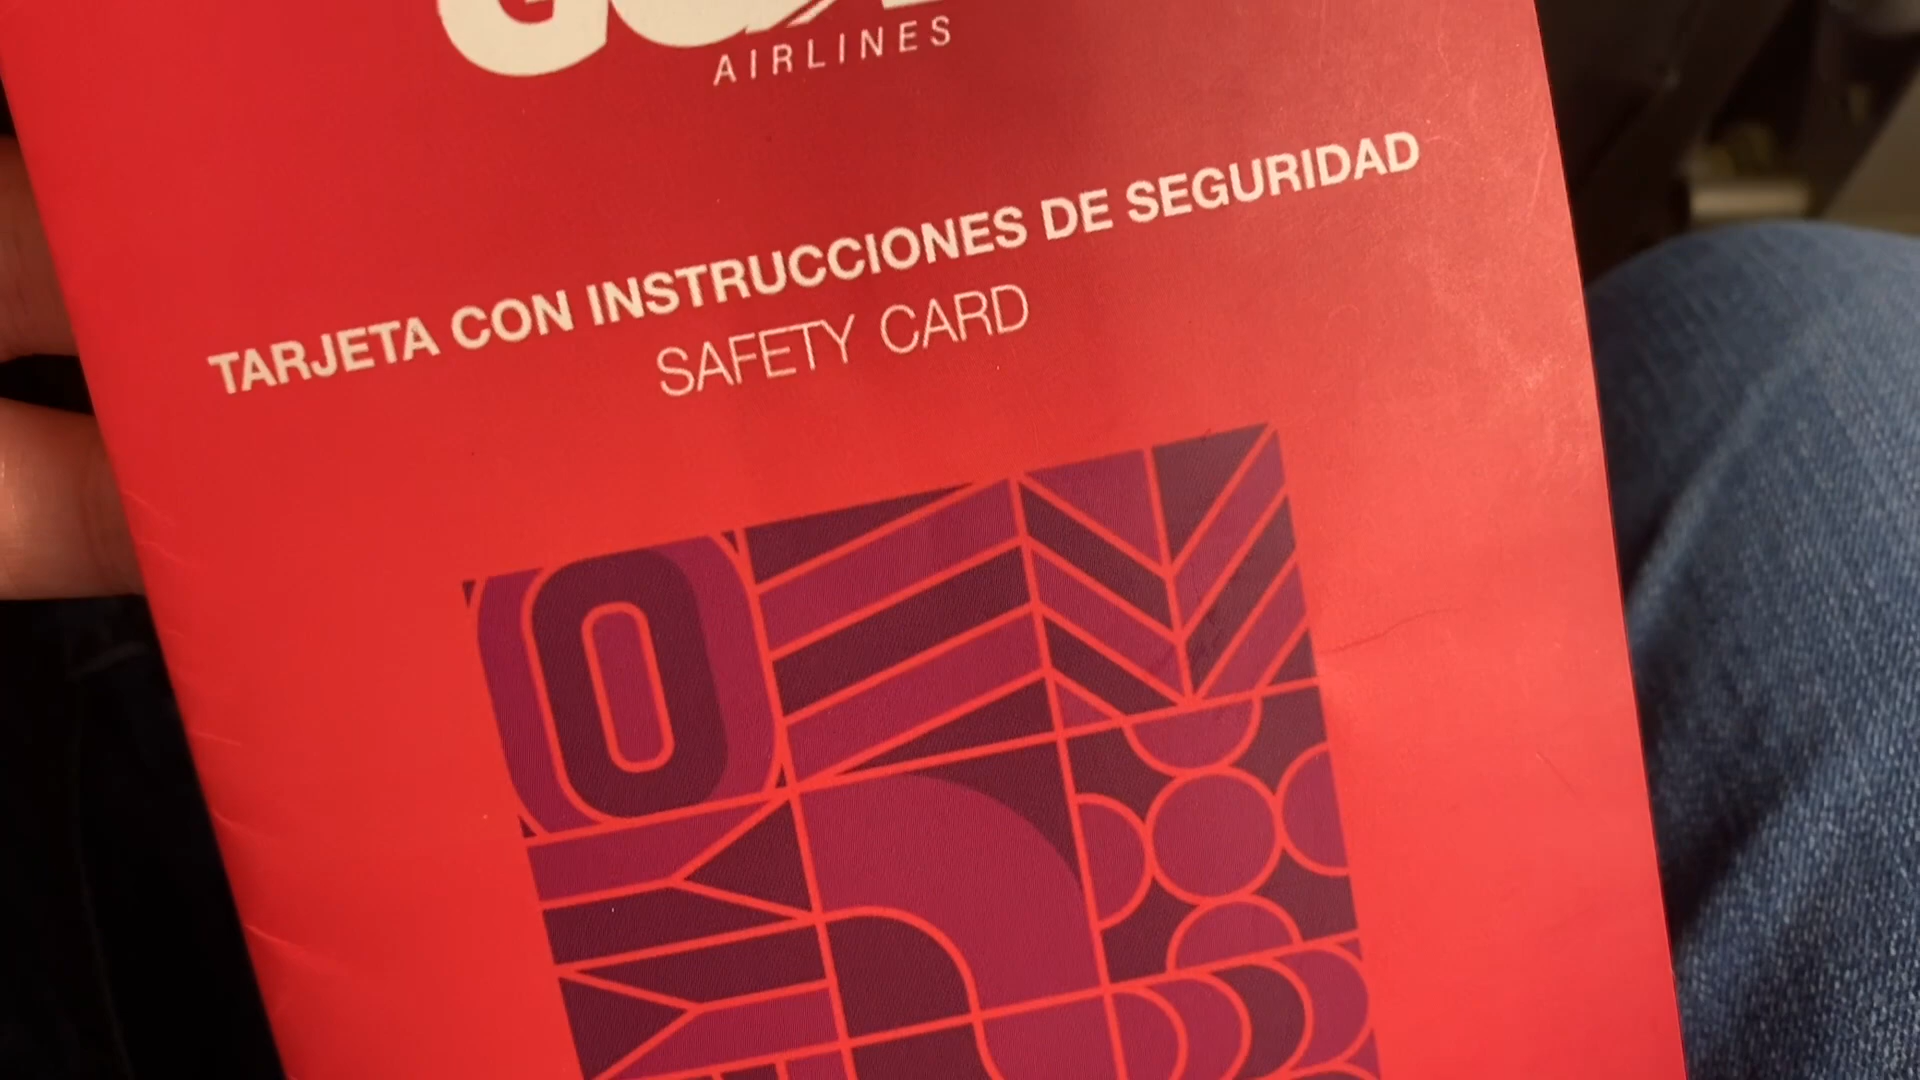 AIRLINES
TARJETA CON INSTRUCCIONES DE SEGURIDAD
SAFETY CARD